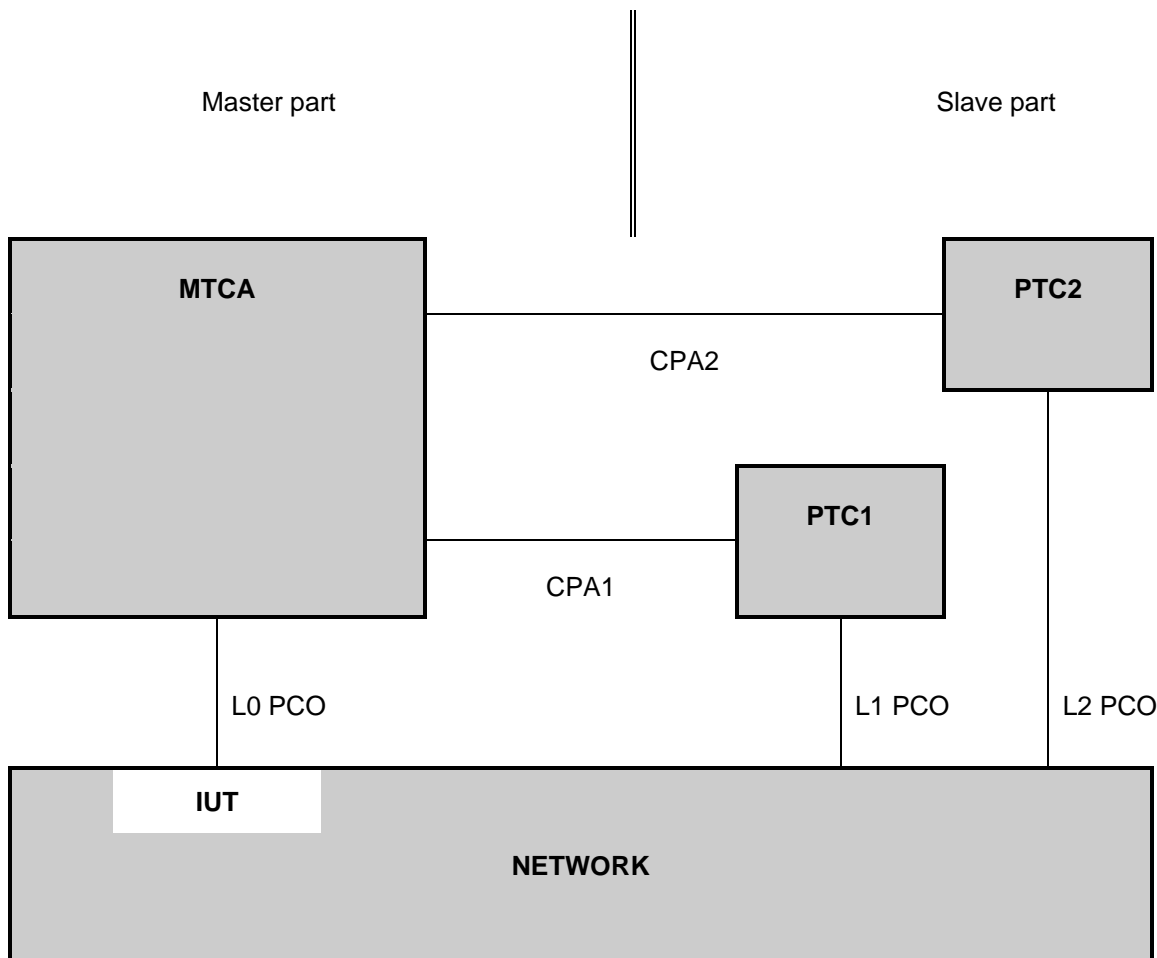 Master part
Slave part
MTCA
PTC2
CPA2
PTC1
CPA1
L0 PCO
L1 PCO
L2 PCO
IUT
NETWORK